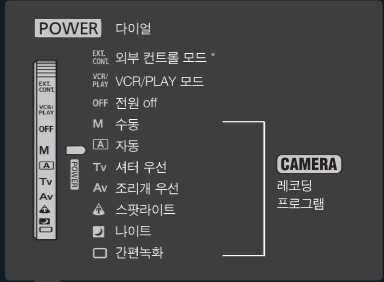 POWER 다이얼
EXT. CONT. 외부 컨트롤 모드 *
VCR/ PLAY VCR/PLAY 모드
OFF 전원 off
M 수동
A 자동
Tv 셔터 우선
Av 조리개 우선
스팟라이트
나이트
간편녹화
EXT. CONT.
VCR/ PLAY
OFF
M
A
Tv
Av
POWER
CAMERA
레코딩
프로그램